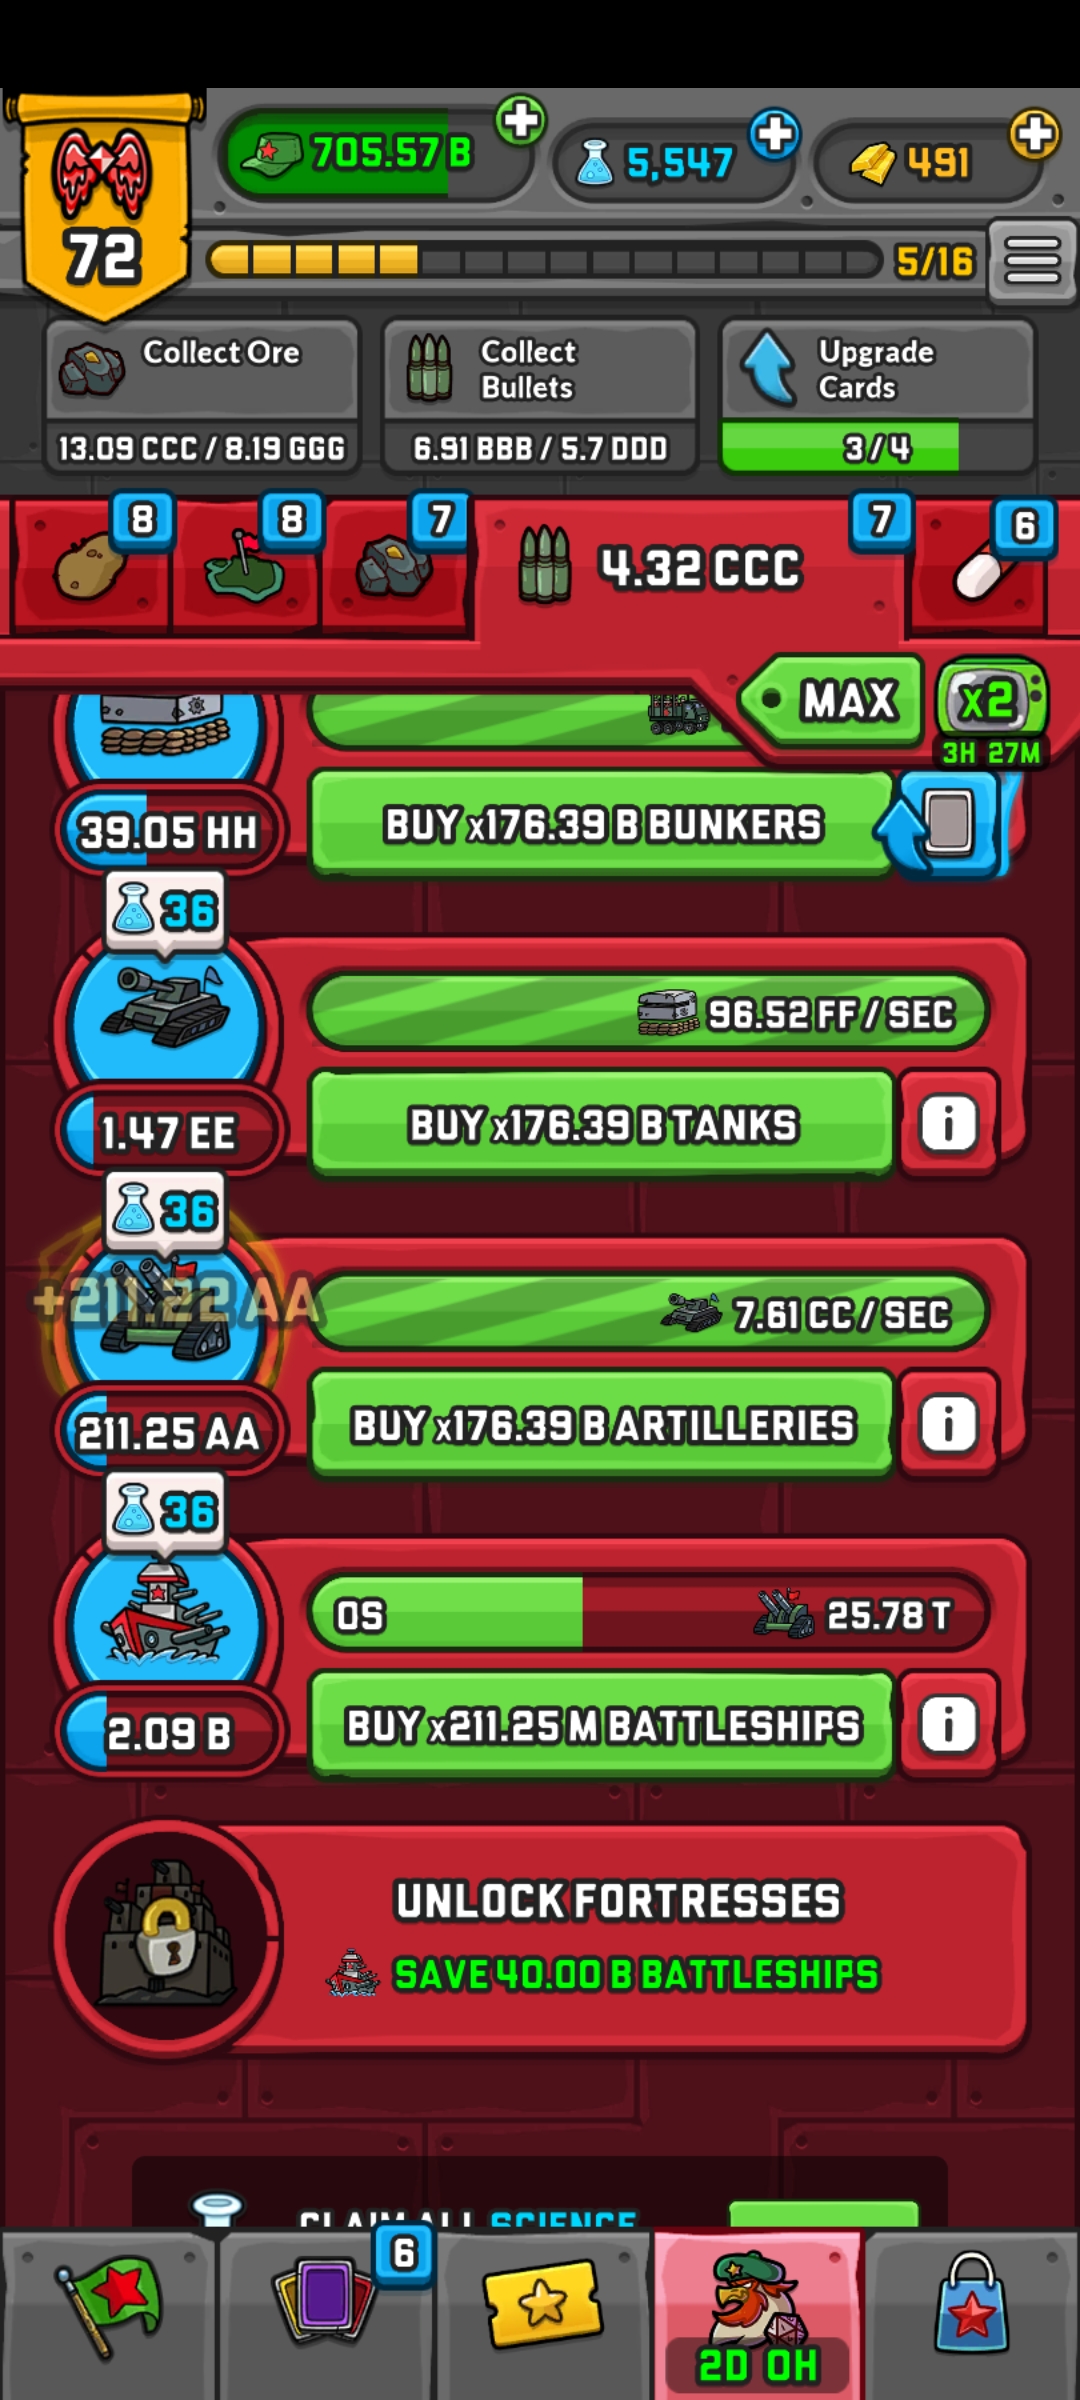 72
705.57 B
5,547
491
5/16
Collect Ore
13.09 CCC / 8.19 GGG
Collect
Bullets
6.91 BBB / 5.7 DDD
Upgrade
Cards
3/4
8
8
7
4.32 CCC
7
6
MAX
x2
3H 27M
39.05 HH
BUY x176.39 B BUNKERS
36
96.52 FF / SEC
1.47 EE
BUY x176.39 B TANKS
i
36
+211.22 AA
7.61 CC / SEC
211.25 AA
BUY x176.39 B ARTILLERIES
i
36
0S
25.78 T
2.09 B
BUY x211.25 M BATTLESHIPS
i
UNLOCK FORTRESSES
SAVE 40.00 B BATTLESHIPS
CLAIM ALL SCIENCE
6
2D 0H